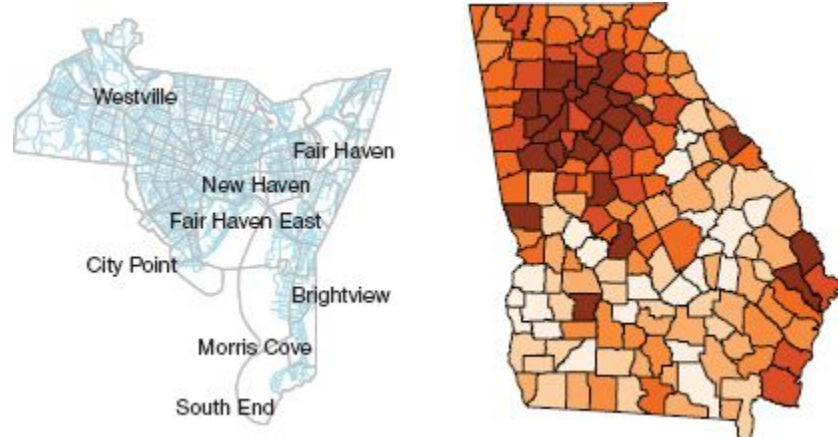 Westville
Fair Haven
New Haven
Fair Haven East
City Point
Brightview
Morris Cove
South End